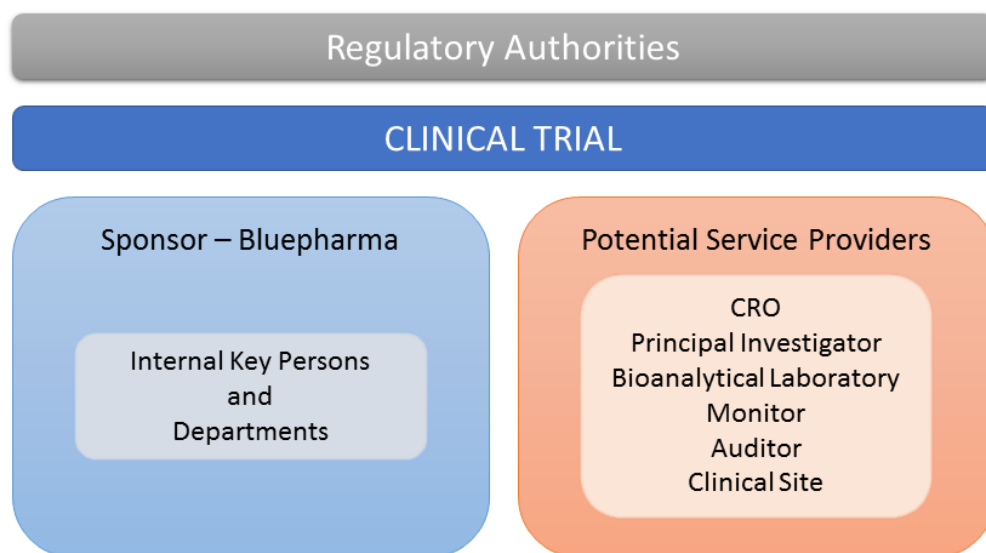 Regulatory Authorities
CLINICAL TRIAL
Sponsor – Bluepharma
Internal Key Persons
and
Departments
Potential Service Providers
CRO
Principal Investigator
Bioanalytical Laboratory
Monitor
Auditor
Clinical Site